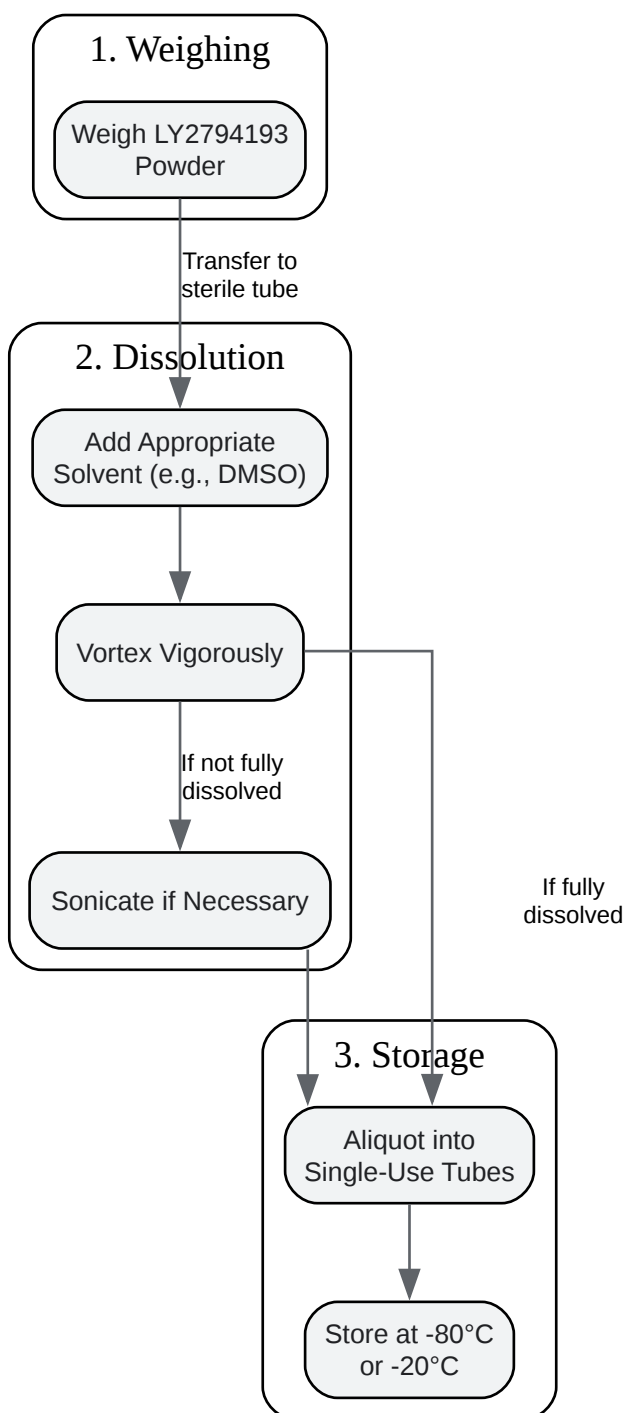 1. Weighing
Weigh LY2794193
Powder
Transfer to
sterile tube
2. Dissolution
Add Appropriate
Solvent (e.g., DMSO)
Vortex Vigorously
If not fully
dissolved
Sonicate if Necessary
If fully
dissolved
3. Storage
Aliquot into
Single-Use Tubes
Store at -80°C
or -20°C